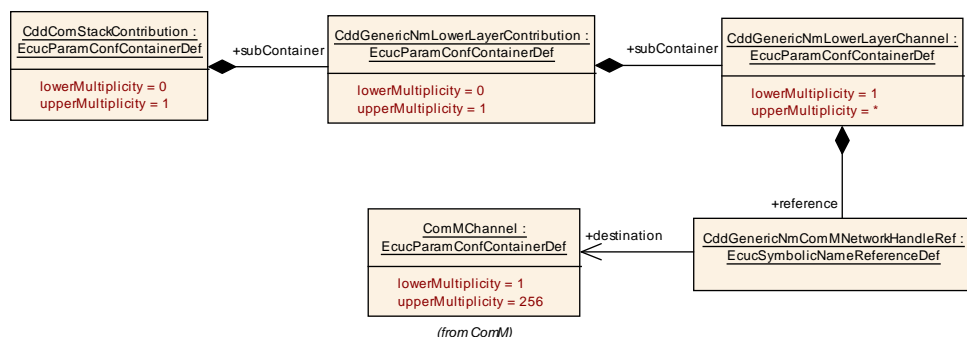 CddComStackContribution :
EcucParamConfContainerDef
lowerMultiplicity = 0
upperMultiplicity = 1
+subContainer
CddGenericNmLowerLayerContribution :
EcucParamConfContainerDef
lowerMultiplicity = 0
upperMultiplicity = 1
+subContainer
CddGenericNmLowerLayerChannel :
EcucParamConfContainerDef
lowerMultiplicity = 1
upperMultiplicity = *
+reference
ComMChannel :
EcucParamConfContainerDef
lowerMultiplicity = 1
upperMultiplicity = 256
(from ComM)
+destination
CddGenericNmComMNetworkHandleRef :
EcucSymbolicNameReferenceDef